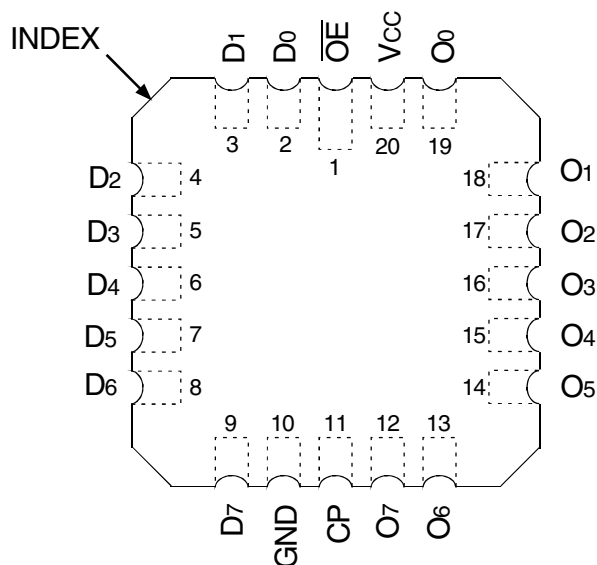 INDEX
D1 D0 O̅E̅ VCC O0
3 2 1 20 19
D2 4 18 O1
D3 5 17 O2
D4 6 16 O3
D5 7 15 O4
D6 8 14 O5
9 10 11 12 13
D7 GND CP O7 O6